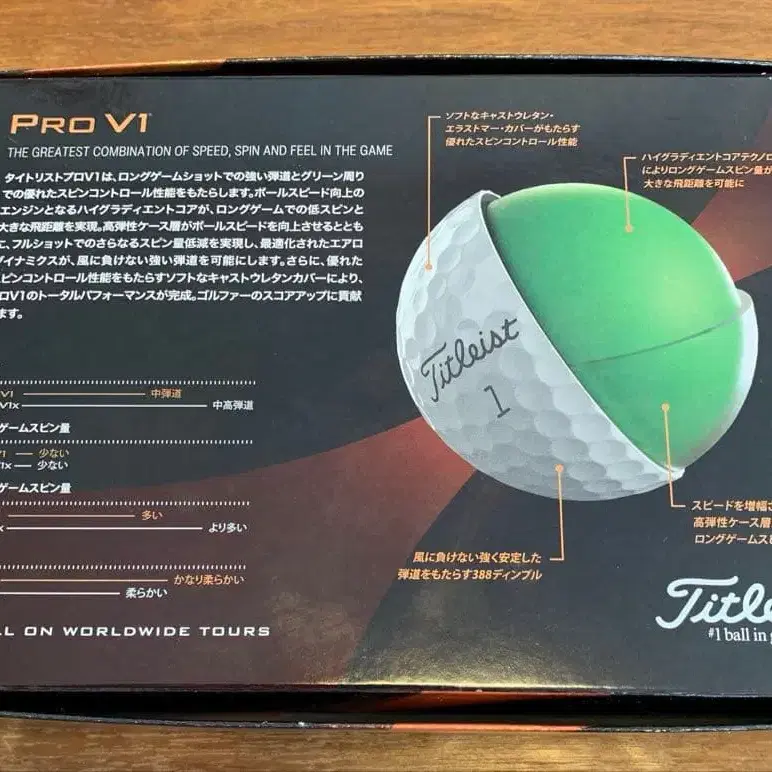 PRO V1
THE GREATEST COMBINATION OF SPEED, SPIN AND FEEL IN THE GAME
タイトリストプロV1は、ロングゲームショットでの強い弾道とグリーン周り
での優れたスピンコントロール性能をもたらします。ボールスピード向上の
エンジンとなるハイグラディエントコアが、ロングゲームでの低スピンと
大きな飛距離を実現。高弾性ケース層がボールスピードを向上させるととも
に、フルショットでのさらなるスピン量低減を実現し、最適化されたエアロ
ダイナミクスが、風に負けない強い弾道を可能にします。さらに、優れた
スピンコントロール性能をもたらすソフトなキャストウレタンカバーにより、
ロV1のトータルパフォーマンスが完成。ゴルファーのスコアアップに貢献
ます。
ソフトなキャストウレタン・
エラストマー・カバーがもたらす
優れたスピンコントロール性能
ハイグラディエントコアテクノロ
によりロングゲームスピン量が
大きな飛距離を可能に
Titleist
1
V1 中弾道
V1x 中高弾道
ゲームスピン量
1 少ない
1x 少ない
ゲームスピン量
多い
x より多い
かなり柔らかい
柔らかい
スピードを増幅さ
高弾性ケース層
ロングゲームス
風に負けない強く安定した
弾道をもたらす388ディンプル
LL ON WORLDWIDE TOURS
Title
#1 ball in